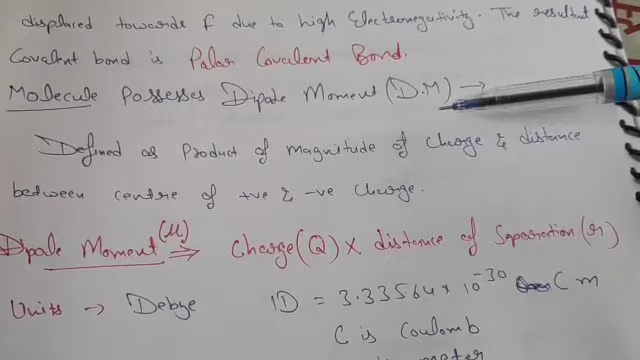 displaced towards F due to high Electronegativity. The resultant
Covalent bond is Polar Covalent Bond.
Molecule Possesses Dipole Moment (D.M) →
Defined as Product of magnitude of Charge & distance
between centre of +ve & -ve Charge.
Dipole Moment (μ) ⇒ Charge(Q) × distance of Separation(r)
Units → Debye 1D = 3.33564 × 10⁻³⁰ C m
C is Coulomb
meter